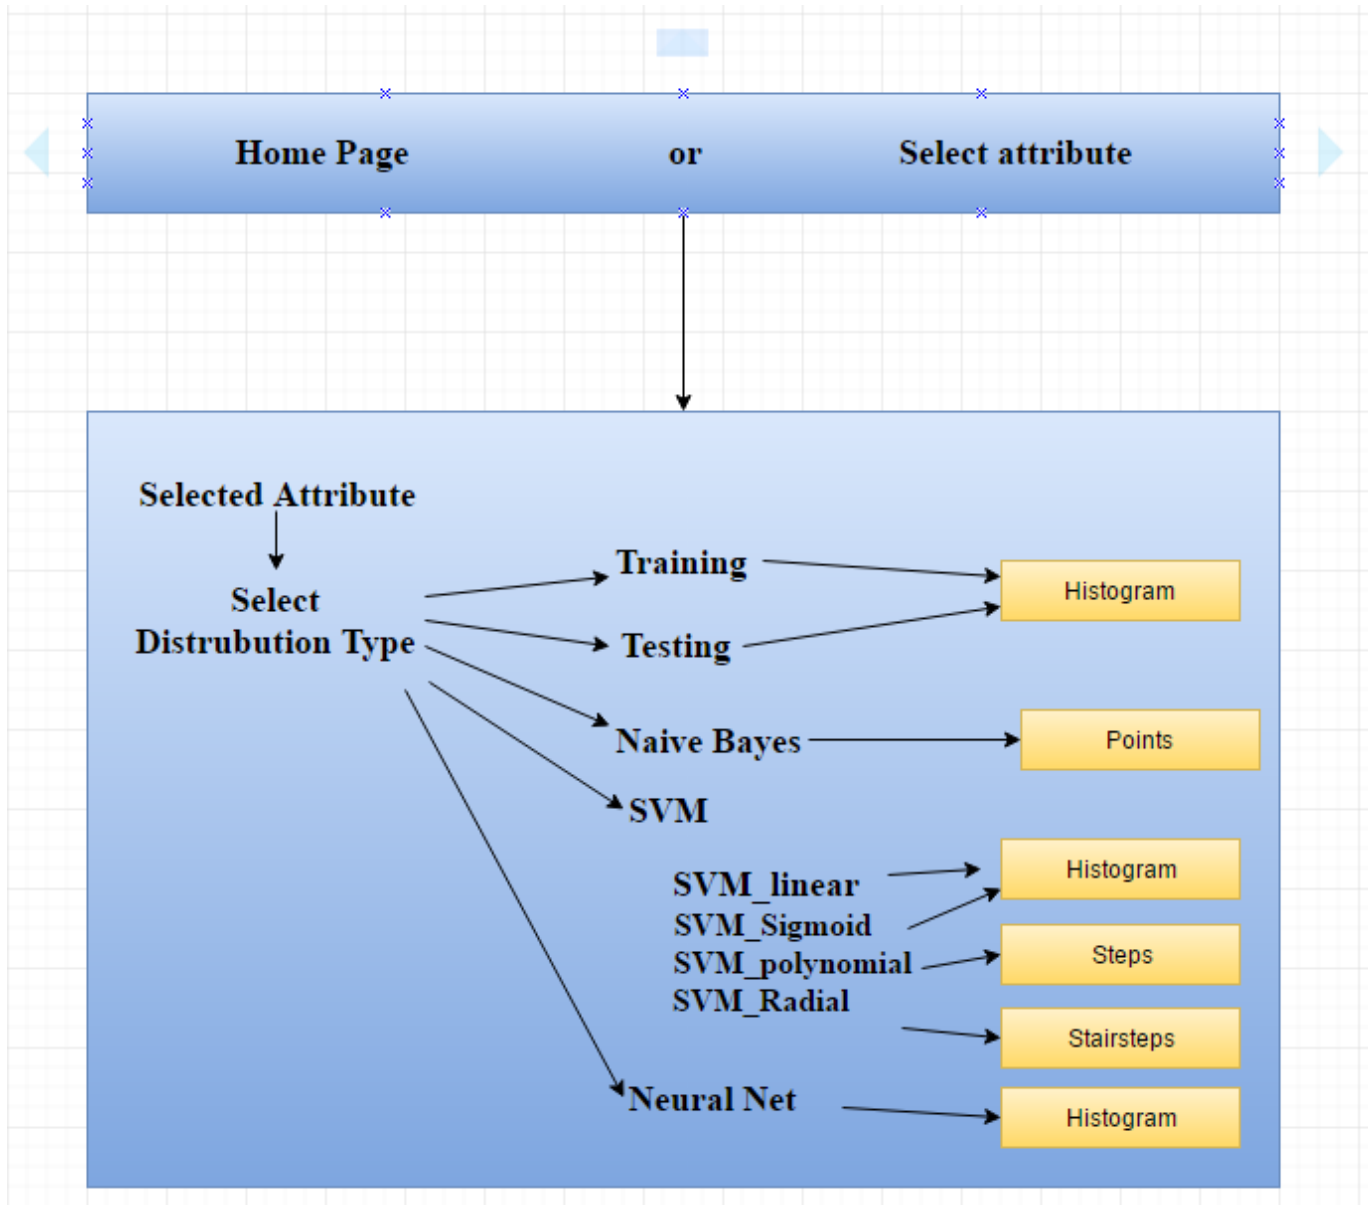 Home Page or Select attribute
Selected Attribute
Select
Distrubution Type
Training
Testing
Naive Bayes
SVM
SVM_linear
SVM_Sigmoid
SVM_polynomial
SVM_Radial
Neural Net
Histogram
Points
Histogram
Steps
Stairsteps
Histogram